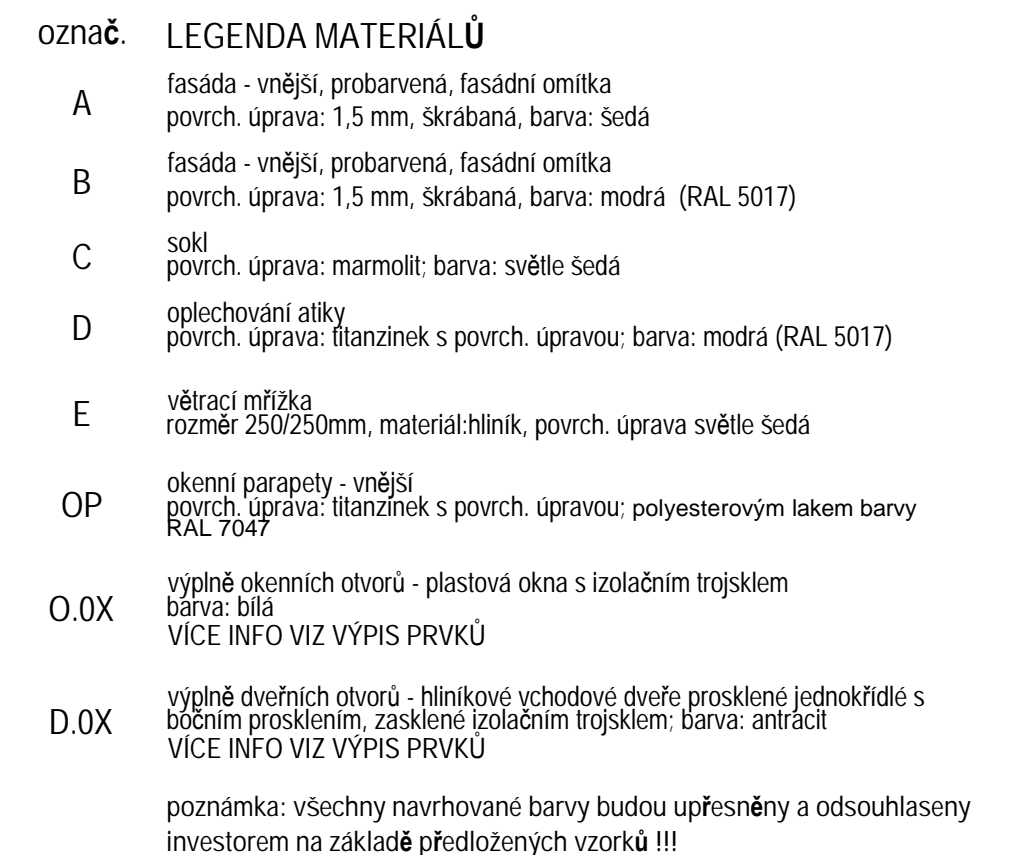 označ. LEGENDA MATERIÁLŮ
A
fasáda - vnější, probarvená, fasádní omítka
povrch. úprava: 1,5 mm, škrábaná, barva: šedá
B
fasáda - vnější, probarvená, fasádní omítka
povrch. úprava: 1,5 mm, škrábaná, barva: modrá (RAL 5017)
C
sokl
povrch. úprava: marmolit; barva: světle šedá
D
oplechování atiky
povrch. úprava: titanzinek s povrch. úpravou; barva: modrá (RAL 5017)
E
větrací mřížka
rozměr 250/250mm, materiál:hliník, povrch. úprava světle šedá
OP
okenní parapety - vnější
povrch. úprava: titanzinek s povrch. úpravou; polyesterovým lakem barvy
RAL 7047
O.0X
výplně okenních otvorů - plastová okna s izolačním trojsklem
barva: bílá
VÍCE INFO VIZ VÝPIS PRVKŮ
D.0X
výplně dveřních otvorů - hliníkové vchodové dveře prosklené jednokřídlé s
bočním prosklením, zasklené izolačním trojsklem; barva: antracit
VÍCE INFO VIZ VÝPIS PRVKŮ
poznámka: všechny navrhované barvy budou upřesněny a odsouhlaseny
investorem na základě předložených vzorků !!!